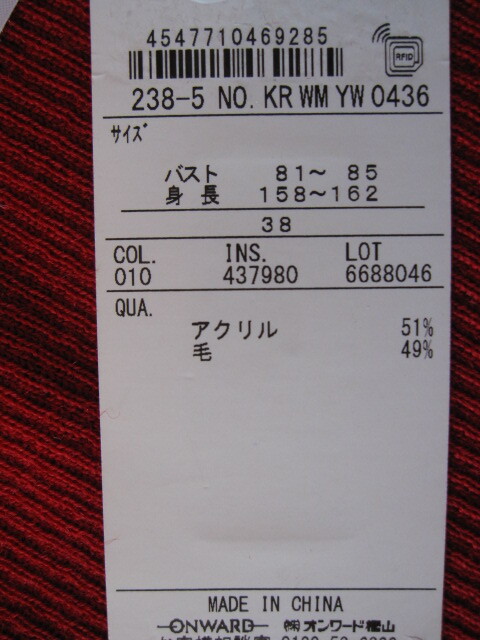 4547710469285
RFID
238-5 NO. KR WM YW 0436
サイズ
バスト 81～ 85
身長 158～162
38
COL. INS. LOT
010 437980 6688046
QUA.
アクリル 51%
毛 49%
MADE IN CHINA
ONWARD ㈱オンワード樫山